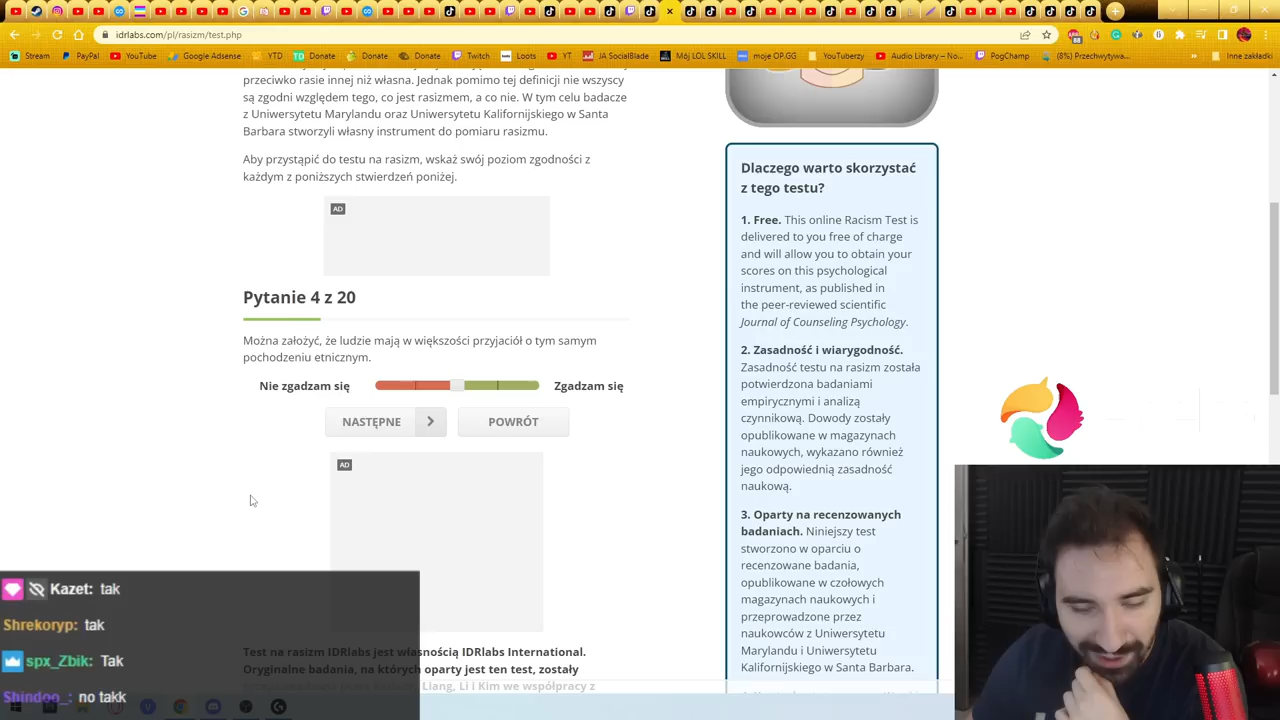 idrlabs.com/pl/rasizm/test.php
Stream
PayPal
YouTube
Google Adsense
YTD
Donate
Donate
Donate
Twitch
Loots
YT
JA SocialBlade
Mój LOL SKILL
moje OP.GG
YouTuberzy
Audio Library – No...
PogChamp
(8%) Przechwytywa...
Inne zakładki
przeciwko rasie innej niż własna. Jednak pomimo tej definicji nie wszyscy
są zgodni względem tego, co jest rasizmem, a co nie. W tym celu badacze
z Uniwersytetu Marylandu oraz Uniwersytetu Kalifornijskiego w Santa
Barbara stworzyli własny instrument do pomiaru rasizmu.
Aby przystąpić do testu na rasizm, wskaż swój poziom zgodności z
każdym z poniższych stwierdzeń poniżej.
AD
Pytanie 4 z 20
Można założyć, że ludzie mają w większości przyjaciół o tym samym
pochodzeniu etnicznym.
Nie zgadzam się
Zgadzam się
NASTĘPNE
POWRÓT
AD
Test na rasizm IDRlabs jest własnością IDRlabs International.
Oryginalne badania, na których oparty jest ten test, zostały
Liang, Li i Kim we współpracy z
Kazet: tak
Shrekoryp: tak
spx_Zbik: Tak
Shindoo_: no takk
Dlaczego warto skorzystać
z tego testu?
1. Free. This online Racism Test is
delivered to you free of charge
and will allow you to obtain your
scores on this psychological
instrument, as published in
the peer-reviewed scientific
Journal of Counseling Psychology.
2. Zasadność i wiarygodność.
Zasadność testu na rasizm została
potwierdzona badaniami
empirycznymi i analizą
czynnikową. Dowody zostały
opublikowane w magazynach
naukowych, wykazano również
jego odpowiednią zasadność
naukową.
3. Oparty na recenzowanych
badaniach. Niniejszy test
stworzono w oparciu o
recenzowane badania,
opublikowane w czołowych
magazynach naukowych i
przeprowadzone przez
naukowców z Uniwersytetu
Marylandu i Uniwersytetu
Kalifornijskiego w Santa Barbara.